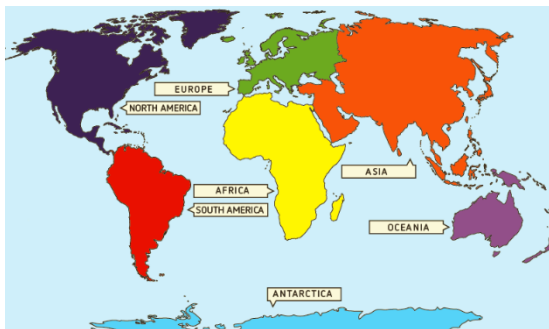 EUROPE
NORTH AMERICA
ASIA
AFRICA
SOUTH AMERICA
OCEANIA
ANTARCTICA